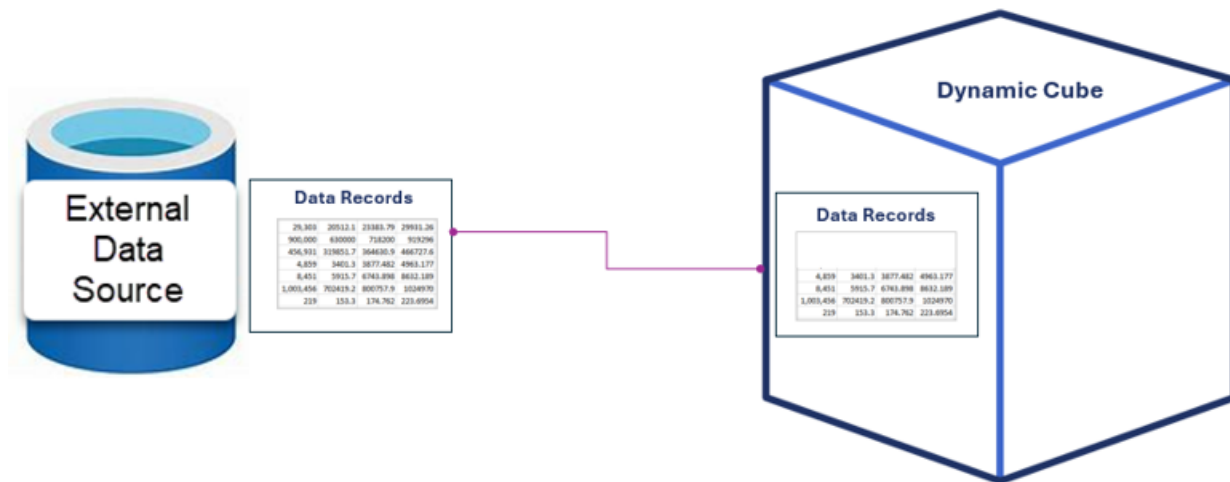 External
Data
Source
Data Records
29,303 20512.1 23383.79 29931.26
900,000 630000 718200 919296
456,931 319851.7 364630.9 466727.6
4,859 3401.3 3877.482 4963.177
8,451 5915.7 6743.898 8632.189
1,003,456 702419.2 800757.9 1024970
219 153.3 174.762 223.6954
Dynamic Cube
Data Records
4,859 3401.3 3877.482 4963.177
8,451 5915.7 6743.898 8632.189
1,003,456 702419.2 800757.9 1024970
219 153.3 174.762 223.6954